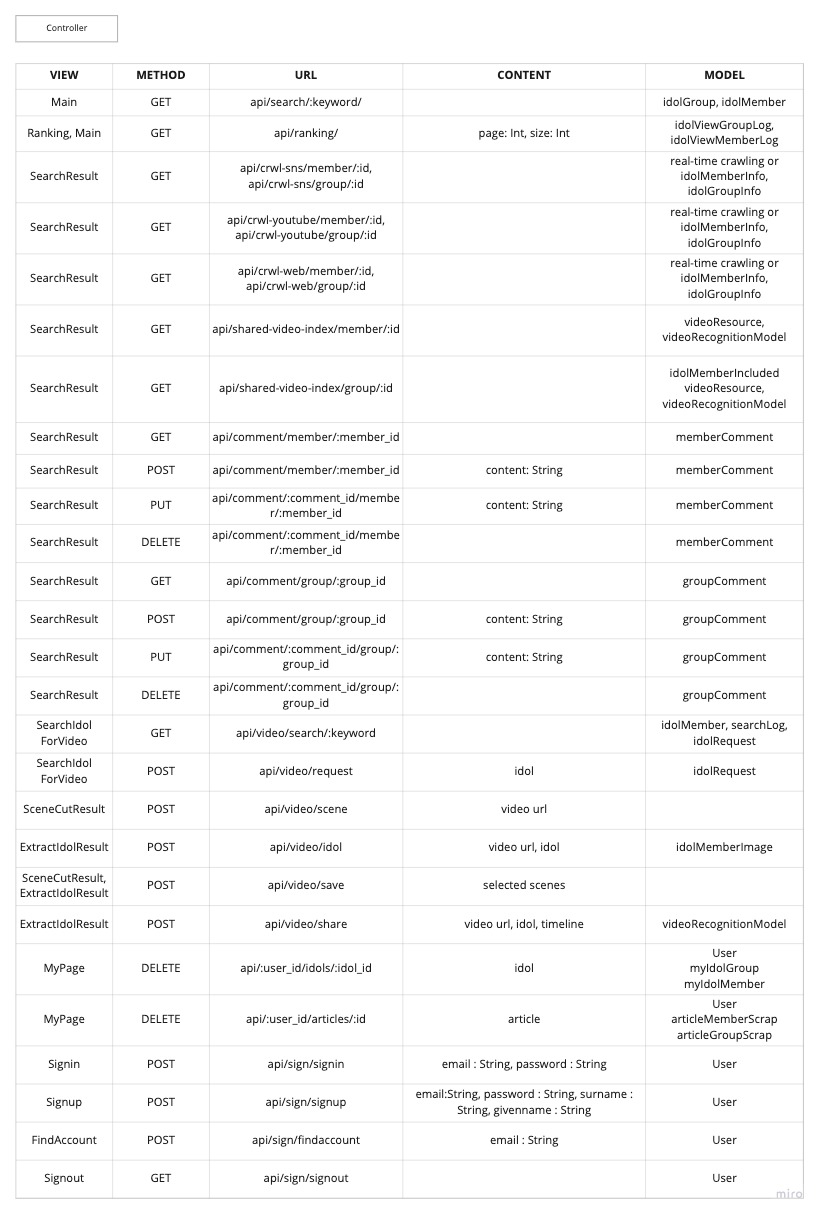 Controller
VIEW METHOD URL CONTENT MODEL
Main GET api/search/:keyword/ idolGroup, idolMember
Ranking, Main GET api/ranking/ page: Int, size: Int idolViewGroupLog,
idolViewMemberLog
SearchResult GET api/crwl-sns/member/:id,
api/crwl-sns/group/:id
real-time crawling or
idolMemberInfo,
idolGroupInfo
SearchResult GET api/crwl-youtube/member/:id,
api/crwl-youtube/group/:id
real-time crawling or
idolMemberInfo,
idolGroupInfo
SearchResult GET api/crwl-web/member/:id,
api/crwl-web/group/:id
real-time crawling or
idolMemberInfo,
idolGroupInfo
SearchResult GET api/shared-video-index/member/:id videoResource,
videoRecognitionModel
SearchResult GET api/shared-video-index/group/:id
idolMemberIncluded
videoResource,
videoRecognitionModel
SearchResult GET api/comment/member/:member_id memberComment
SearchResult POST api/comment/member/:member_id content: String memberComment
SearchResult PUT api/comment/:comment_id/membe
r/:member_id
content: String memberComment
SearchResult DELETE api/comment/:comment_id/membe
r/:member_id
memberComment
SearchResult GET api/comment/group/:group_id groupComment
SearchResult POST api/comment/group/:group_id content: String groupComment
SearchResult PUT api/comment/:comment_id/group/:
group_id
content: String groupComment
SearchResult DELETE api/comment/:comment_id/group/:
group_id
groupComment
SearchIdol
ForVideo
GET api/video/search/:keyword idolMember, searchLog,
idolRequest
SearchIdol
ForVideo
POST api/video/request idol idolRequest
SceneCutResult POST api/video/scene video url
ExtractIdolResult POST api/video/idol video url, idol idolMemberImage
SceneCutResult,
ExtractIdolResult
POST api/video/save selected scenes
ExtractIdolResult POST api/video/share video url, idol, timeline videoRecognitionModel
MyPage DELETE api/:user_id/idols/:idol_id idol
User
myIdolGroup
myIdolMember
MyPage DELETE api/:user_id/articles/:id article
User
articleMemberScrap
articleGroupScrap
Signin POST api/sign/signin email : String, password : String User
Signup POST api/sign/signup email:String, password : String, surname :
String, givenname : String
User
FindAccount POST api/sign/findaccount email : String User
Signout GET api/sign/signout User
miro